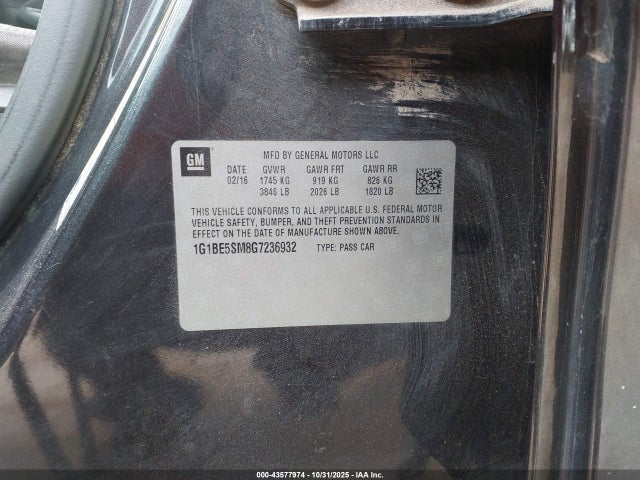 GM
MFD BY GENERAL MOTORS LLC
DATE GVWR GAWR FRT GAWR RR
02/16 1745 KG 919 KG 826 KG
3846 LB 2026 LB 1820 LB
THIS VEHICLE CONFORMS TO ALL APPLICABLE U.S. FEDERAL MOTOR
VEHICLE SAFETY, BUMPER, AND THEFT PREVENTION STANDARDS
IN EFFECT ON THE DATE OF MANUFACTURE SHOWN ABOVE.
1G1BE5SM8G7236932 TYPE: PASS CAR
000-43577974 - 10/31/2025 - IAA Inc.